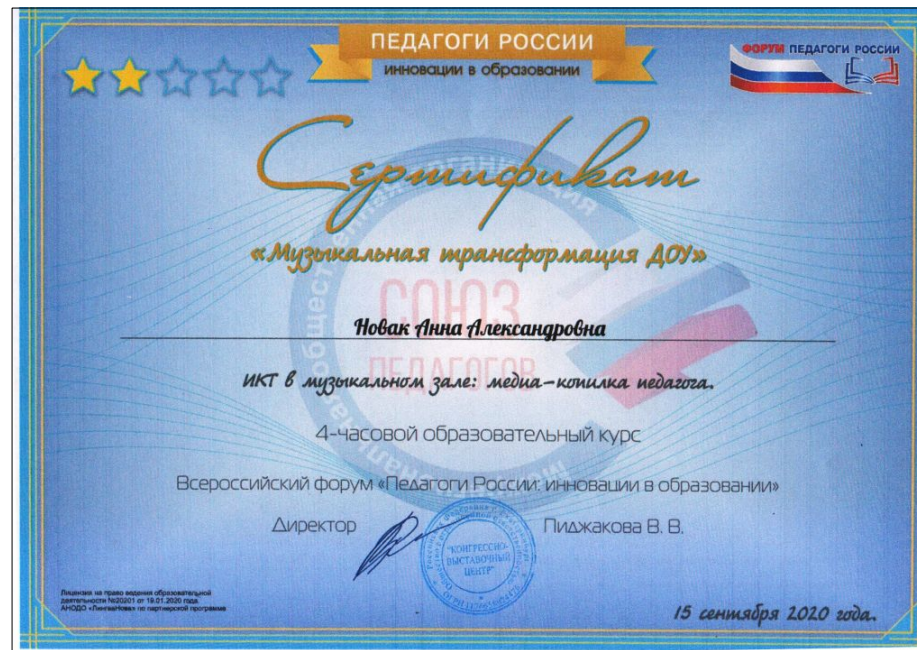 ПЕДАГОГИ РОССИИ
инновации в образовании
ФОРУМ ПЕДАГОГИ РОССИИ
Сертификат
«Музыкальная трансформация ДОУ»
СОЮЗ
ПЕДАГОГОВ
Новак Анна Александровна
ИКТ в музыкальном зале: медиа-копилка педагога.
4-часовой образовательный курс
Всероссийский форум «Педагоги России: инновации в образовании»
Директор
Пиджакова В. В.
"КОНГРЕССНО-
ВЫСТАВОЧНЫЙ
ЦЕНТР"
Лицензия на право ведения образовательной
деятельности №20201 от 19.01.2020 года.
АНОДО «ЛингваНова» по партнерской программе
15 сентября 2020 года.